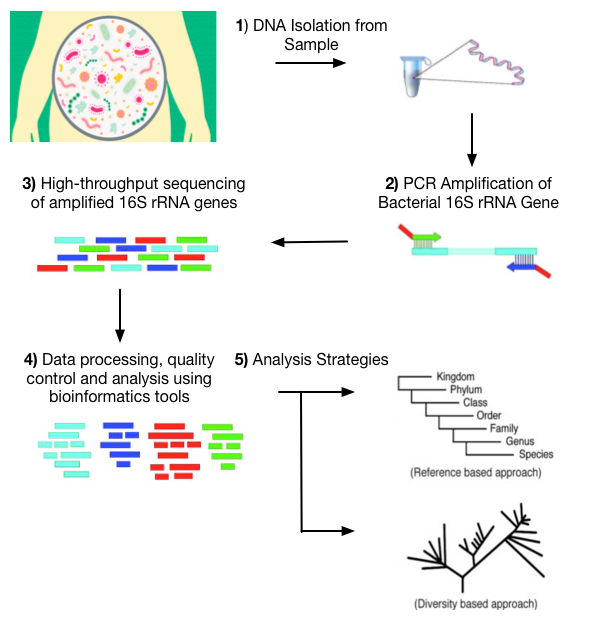 1) DNA Isolation from
Sample
2) PCR Amplification of
Bacterial 16S rRNA Gene
3) High-throughput sequencing
of amplified 16S rRNA genes
4) Data processing, quality
control and analysis using
bioinformatics tools
5) Analysis Strategies
Kingdom
Phylum
Class
Order
Family
Genus
Species
(Reference based approach)
(Diversity based approach)